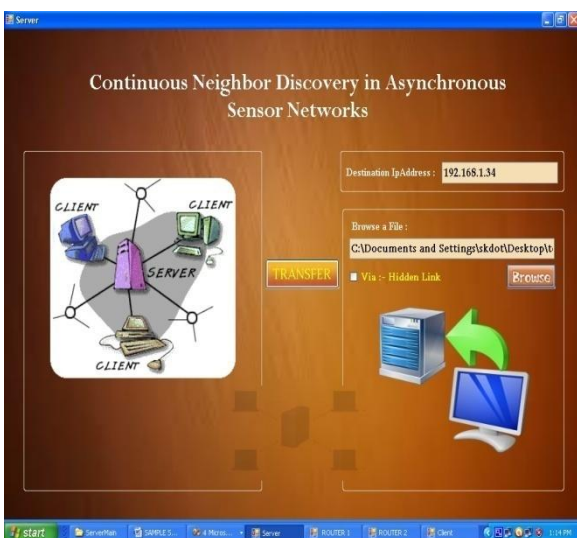 Server
Continuous Neighbor Discovery in Asynchronous
Sensor Networks
CLIENT
CLIENT
SERVER
CLIENT
TRANSFER
Destination IpAddress :
192.168.1.34
Browse a File :
C:\Documents and Settings\skdot\Desktop\t
Via :- Hidden Link
Browse
start
ServerMain
SAMPLE S...
4 Micros...
Server
ROUTER 1
ROUTER 2
Client
1:14 PM